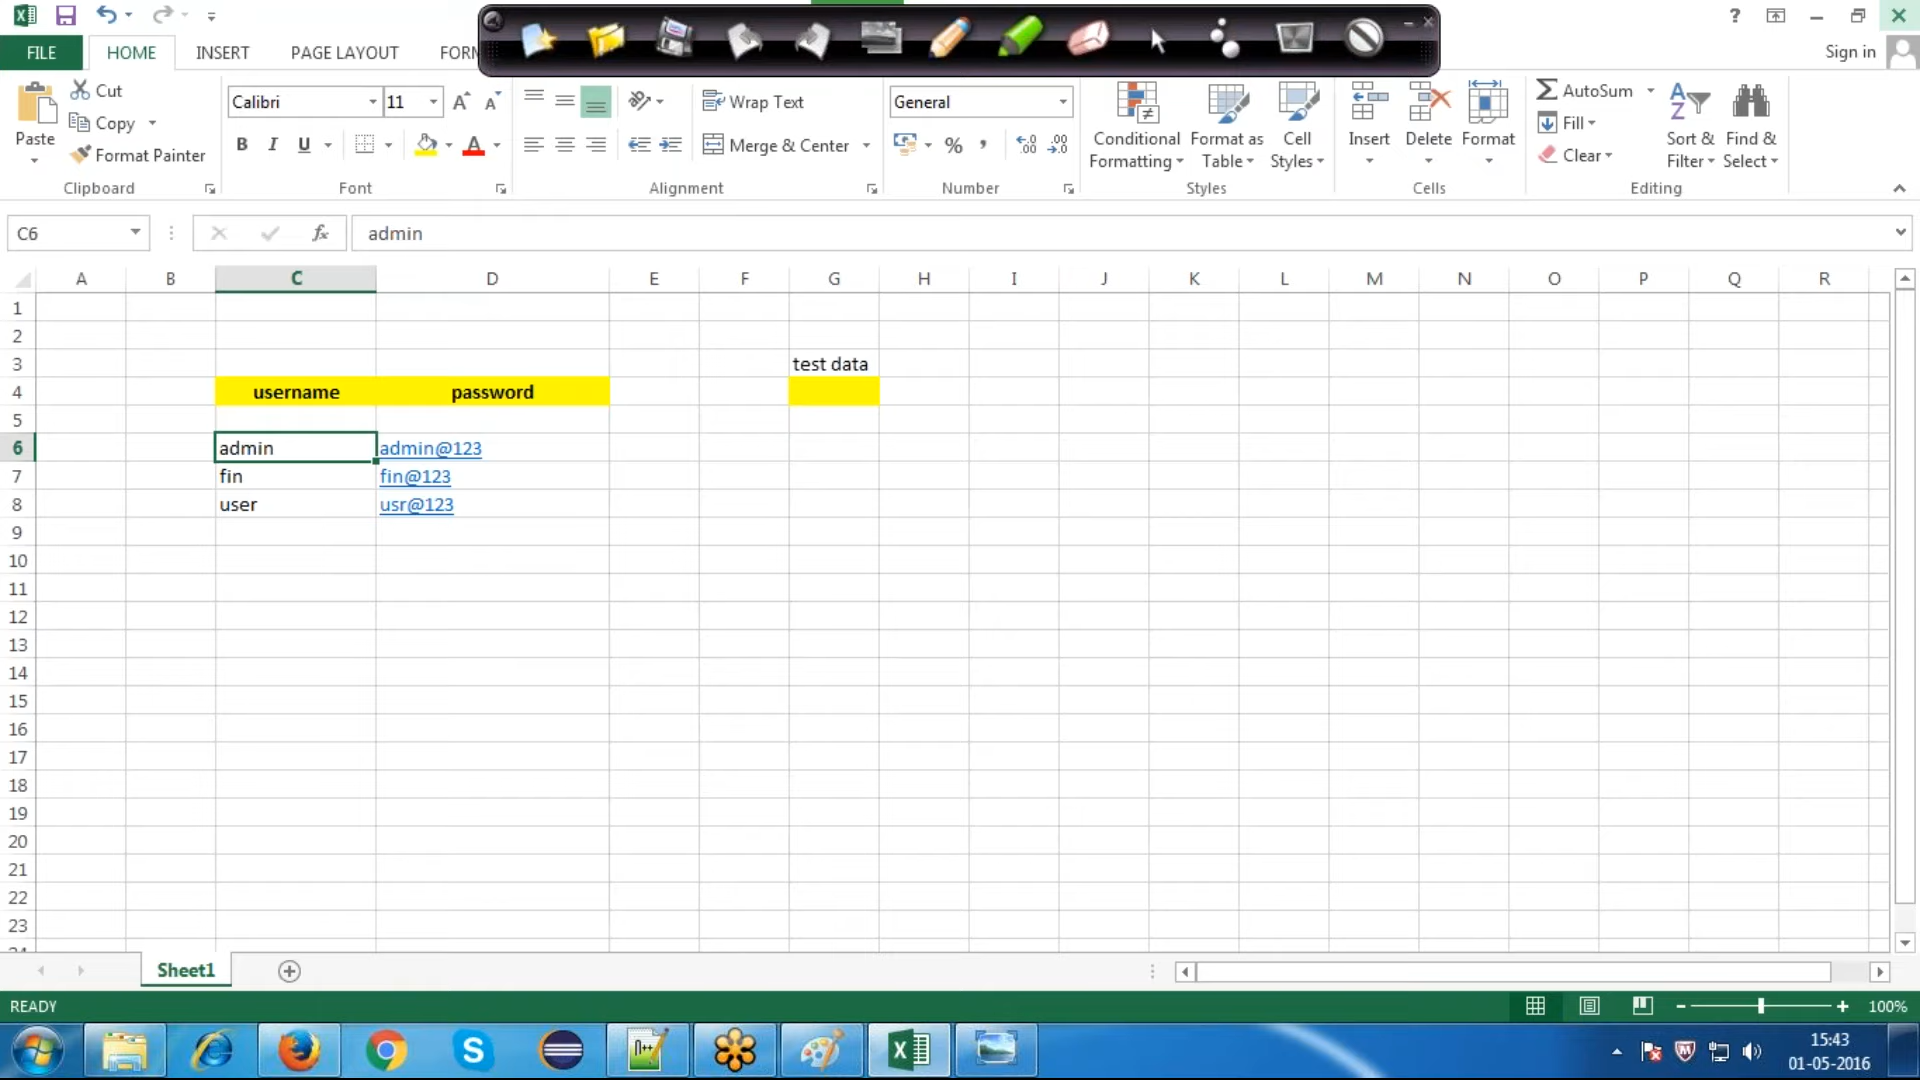 FILE HOME INSERT PAGE LAYOUT
? Sign in
Cut
Copy
Format Painter
Paste
Clipboard
Calibri 11
B I U
A
Font
Wrap Text
Merge & Center
Alignment
General
%
Number
Conditional Formatting
Format as Table
Cell Styles
Styles
Insert
Delete
Format
Cells
AutoSum
Fill
Clear
Sort & Filter
Find & Select
Editing
C6 fx admin
A B C D E F G H I J K L M N O P Q R
1
2
3 test data
4 username password
5
6 admin admin@123
7 fin fin@123
8 user usr@123
9
10
11
12
13
14
15
16
17
18
19
20
21
22
23
Sheet1
READY 100%
15:43
01-05-2016